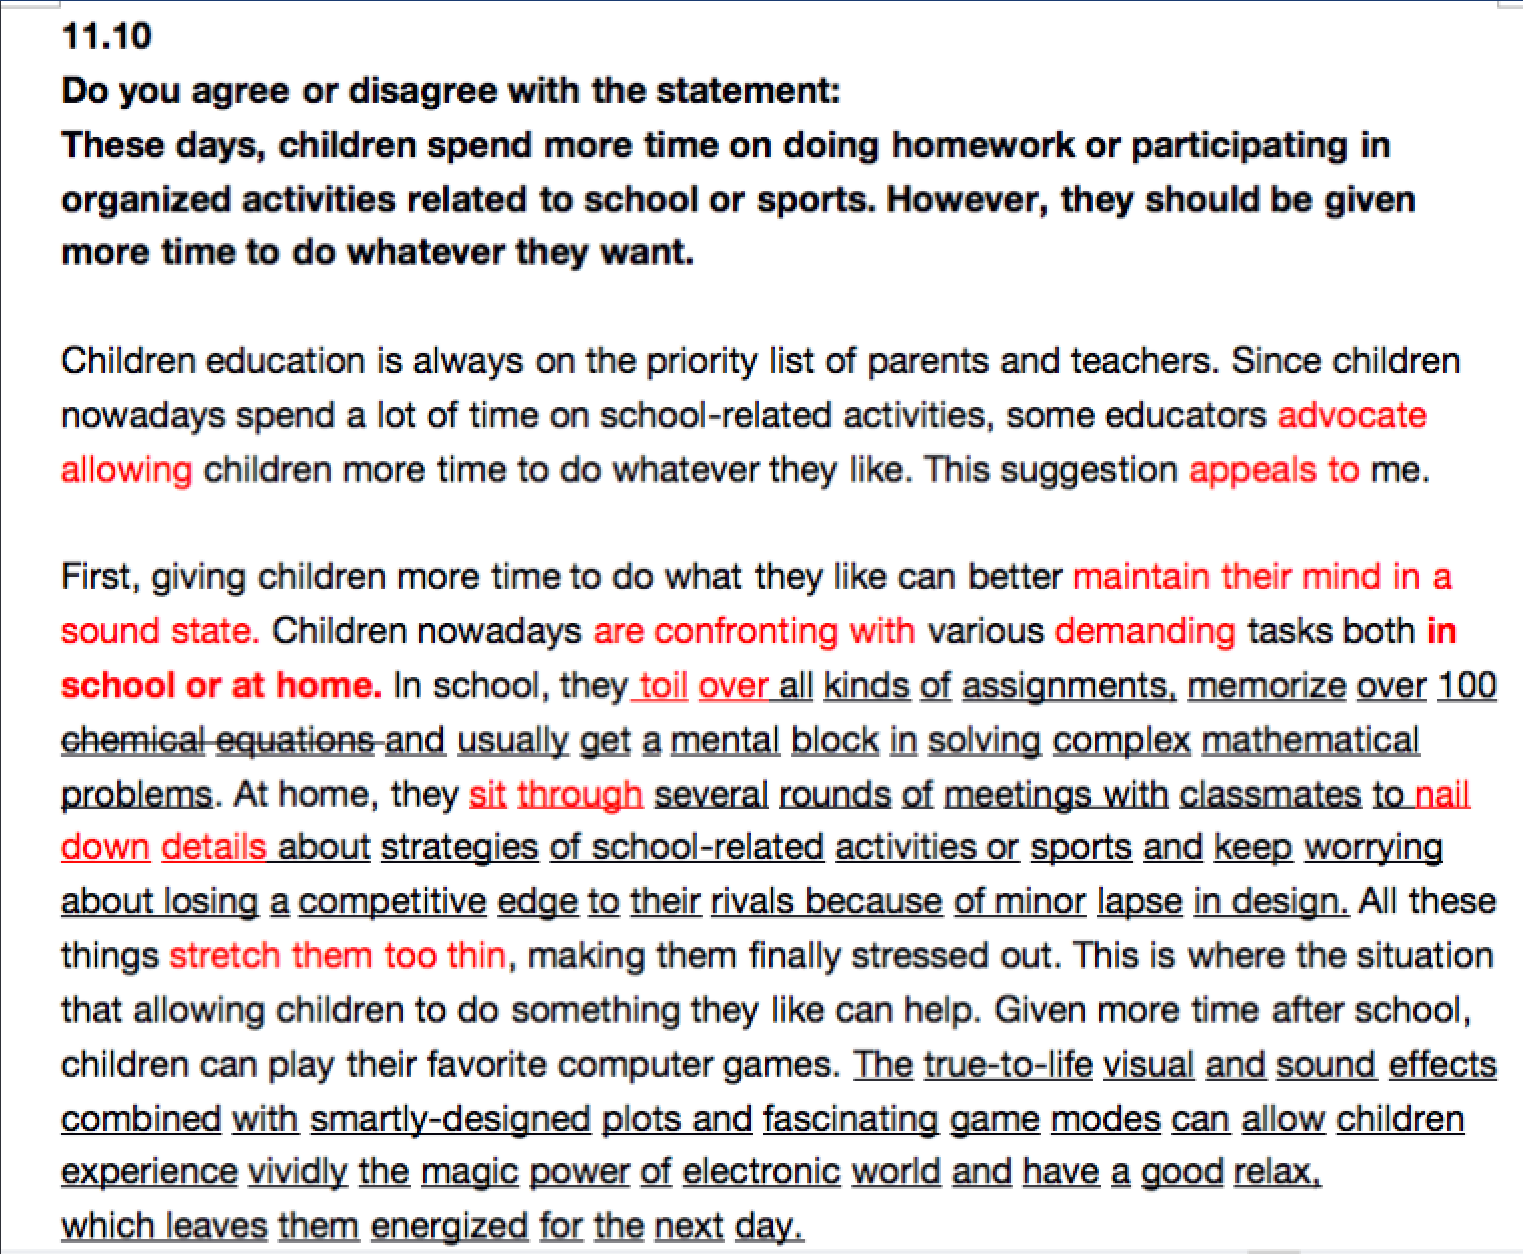 11.10
Do you agree or disagree with the statement:
These days, children spend more time on doing homework or participating in
organized activities related to school or sports. However, they should be given
more time to do whatever they want.
Children education is always on the priority list of parents and teachers. Since children
nowadays spend a lot of time on school-related activities, some educators advocate
allowing children more time to do whatever they like. This suggestion appeals to me.
First, giving children more time to do what they like can better maintain their mind in a
sound state. Children nowadays are confronting with various demanding tasks both in
school or at home. In school, they toil over all kinds of assignments, memorize over 100
chemical equations and usually get a mental block in solving complex mathematical
problems. At home, they sit through several rounds of meetings with classmates to nail
down details about strategies of school-related activities or sports and keep worrying
about losing a competitive edge to their rivals because of minor lapse in design. All these
things stretch them too thin, making them finally stressed out. This is where the situation
that allowing children to do something they like can help. Given more time after school,
children can play their favorite computer games. The true-to-life visual and sound effects
combined with smartly-designed plots and fascinating game modes can allow children
experience vividly the magic power of electronic world and have a good relax,
which leaves them energized for the next day.